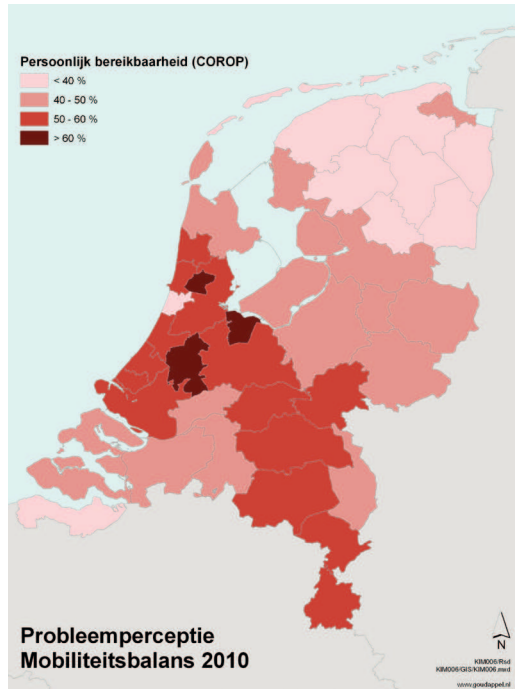 Persoonlijk bereikbaarheid (COROP)
< 40 %
40 - 50 %
50 - 60 %
> 60 %
Probleemperceptie
Mobiliteitsbalans 2010
N
KIM006/Rsd
KIM006/GIS/KIM006.mwd
www.goudappel.nl